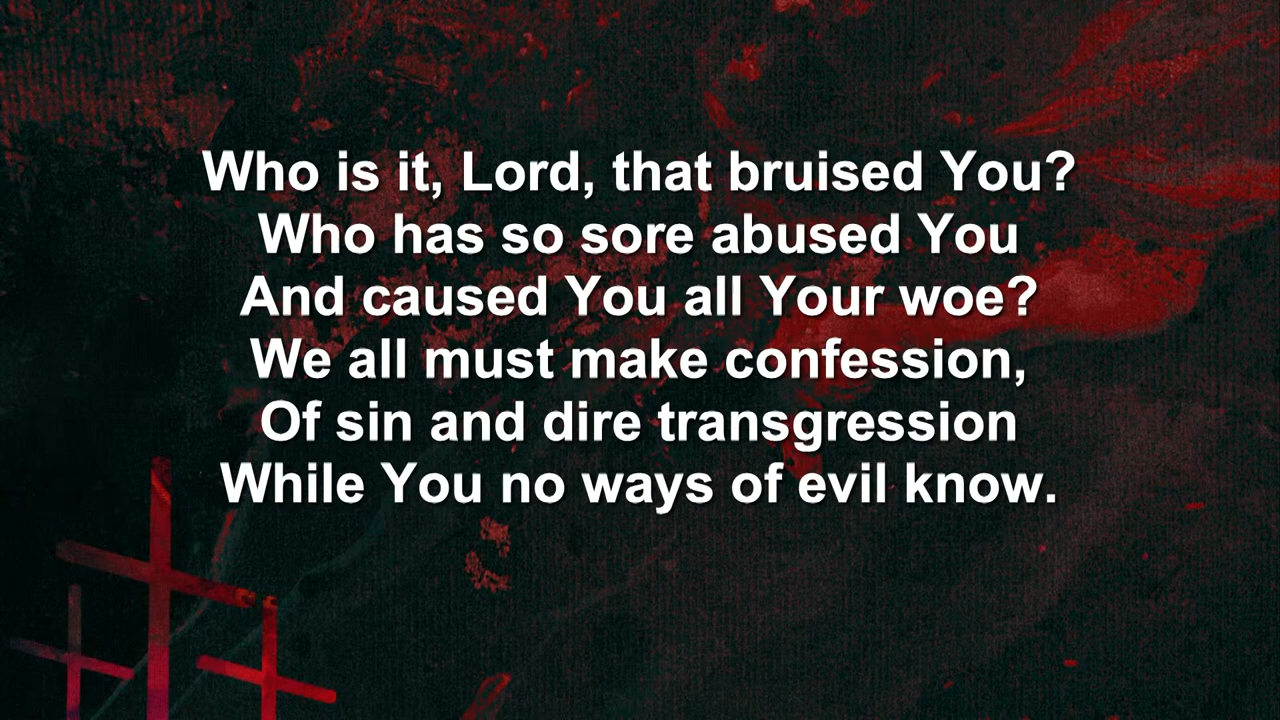 Who is it, Lord, that bruised You?
Who has so sore abused You
And caused You all Your woe?
We all must make confession,
Of sin and dire transgression
While You no ways of evil know.